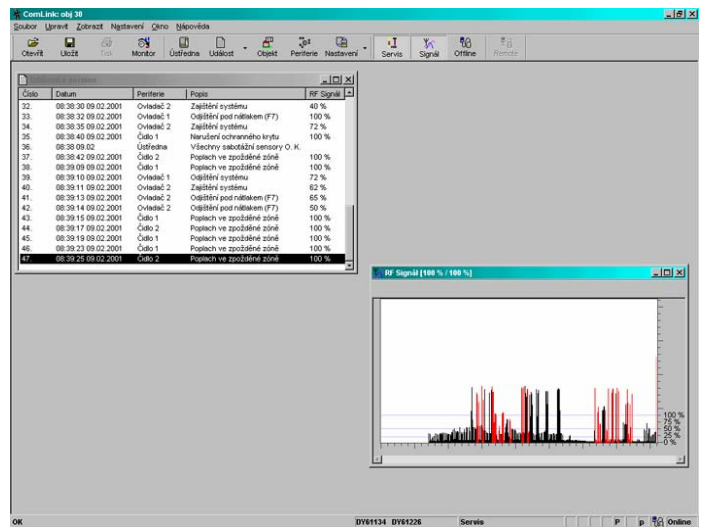 ComLink: obj 30
Soubor Upravit Zobrazit Nastavení Okno Nápověda
Otevřít Uložit Tisk Monitor Ústředna Událost Objekt Periferie Nastavení Servis Signál Offline Remote
Číslo Datum Periferie Popis RF Signál
32. 08:38:30 09.02.2001 Ovladač 2 Zajištění systému 40 %
33. 08:38:32 09.02.2001 Ovladač 1 Odjištění pod nátlakem (F7) 100 %
34. 08:38:35 09.02.2001 Ovladač 2 Zajištění systému 72 %
35. 08:38:40 09.02.2001 Čidlo 1 Narušení ochranného krytu 100 %
36. 08:38 09.02 Ústředna Všechny sabotážní sensory O. K.
37. 08:38:42 09.02.2001 Čidlo 2 Poplach ve zpožděné zóně 100 %
38. 08:39:09 09.02.2001 Čidlo 1 Poplach ve zpožděné zóně 100 %
39. 08:39:10 09.02.2001 Ovladač 1 Odjištění systému 72 %
40. 08:39:11 09.02.2001 Ovladač 2 Zajištění systému 62 %
41. 08:39:13 09.02.2001 Ovladač 2 Odjištění pod nátlakem (F7) 65 %
42. 08:39:14 09.02.2001 Ovladač 2 Odjištění pod nátlakem (F7) 50 %
43. 08:39:15 09.02.2001 Čidlo 1 Poplach ve zpožděné zóně 100 %
44. 08:39:17 09.02.2001 Čidlo 2 Poplach ve zpožděné zóně 100 %
45. 08:39:19 09.02.2001 Čidlo 1 Poplach ve zpožděné zóně 100 %
46. 08:39:23 09.02.2001 Čidlo 1 Poplach ve zpožděné zóně 100 %
47. 08:39:25 09.02.2001 Čidlo 2 Poplach ve zpožděné zóně 100 %
RF Signál [100 % / 100 %]
100 %
75 %
50 %
25 %
0 %
OK DY61134 DY61226 Servis P p Online